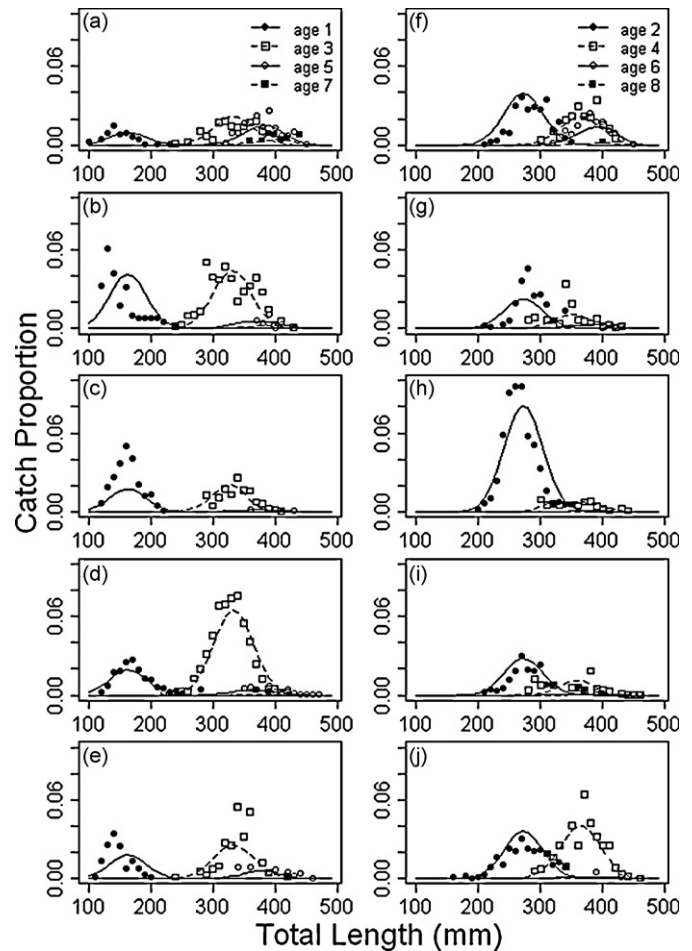 (a)
age 1
age 3
age 5
age 7
0.00 0.06
100 200 300 400 500
(f)
age 2
age 4
age 6
age 8
0.00 0.06
100 200 300 400 500
(b)
0.00 0.06
100 200 300 400 500
(g)
0.00 0.06
100 200 300 400 500
(c)
0.00 0.06
100 200 300 400 500
(h)
0.00 0.06
100 200 300 400 500
(d)
0.00 0.06
100 200 300 400 500
(i)
0.00 0.06
100 200 300 400 500
(e)
0.00 0.06
100 200 300 400 500
(j)
0.00 0.06
100 200 300 400 500
Catch Proportion
Total Length (mm)